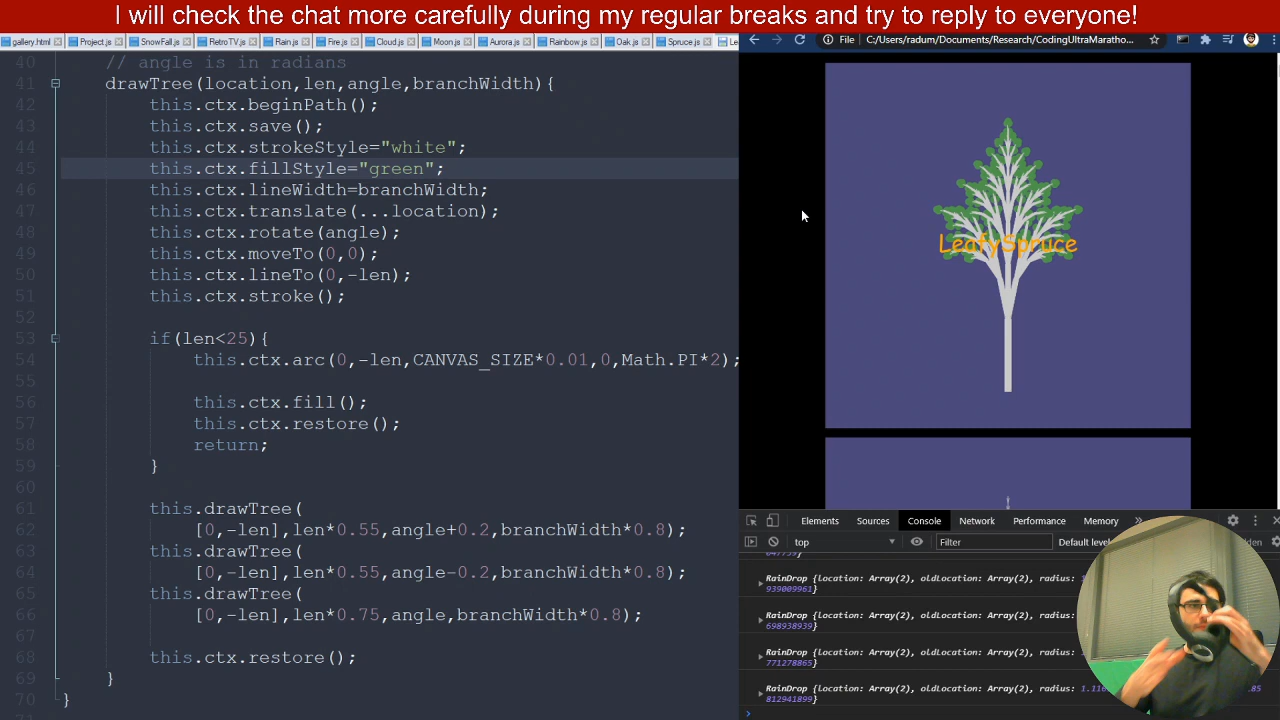 I will check the chat more carefully during my regular breaks and try to reply to everyone!
gallery.html Project.js SnowFall.js RetroTV.js Rain.js Fire.js Cloud.js Moon.js Aurora.js Rainbow.js Oak.js Spruce.js Le
File C:/Users/radum/Documents/Research/CodingUltraMaratho...
40 // angle is in radians
41 drawTree(location,len,angle,branchWidth){
42 this.ctx.beginPath();
43 this.ctx.save();
44 this.ctx.strokeStyle="white";
45 this.ctx.fillStyle="green";
46 this.ctx.lineWidth=branchWidth;
47 this.ctx.translate(...location);
48 this.ctx.rotate(angle);
49 this.ctx.moveTo(0,0);
50 this.ctx.lineTo(0,-len);
51 this.ctx.stroke();
52
53 if(len<25){
54 this.ctx.arc(0,-len,CANVAS_SIZE*0.01,0,Math.PI*2);
55
56 this.ctx.fill();
57 this.ctx.restore();
58 return;
59 }
60
61 this.drawTree(
62 [0,-len],len*0.55,angle+0.2,branchWidth*0.8);
63 this.drawTree(
64 [0,-len],len*0.55,angle-0.2,branchWidth*0.8);
65 this.drawTree(
66 [0,-len],len*0.75,angle,branchWidth*0.8);
67
68 this.ctx.restore();
69 }
70 }
LeafySpruce
Elements Sources Console Network Performance Memory »
top Filter Default level
RainDrop {location: Array(2), oldLocation: Array(2), radius: 1
939009961}
RainDrop {location: Array(2), oldLocation: Array(2), radius:
698938939}
RainDrop {location: Array(2), oldLocation: Array(2), radius:
771278865}
RainDrop {location: Array(2), oldLocation: Array(2), radius: 1.116 85
812941899}